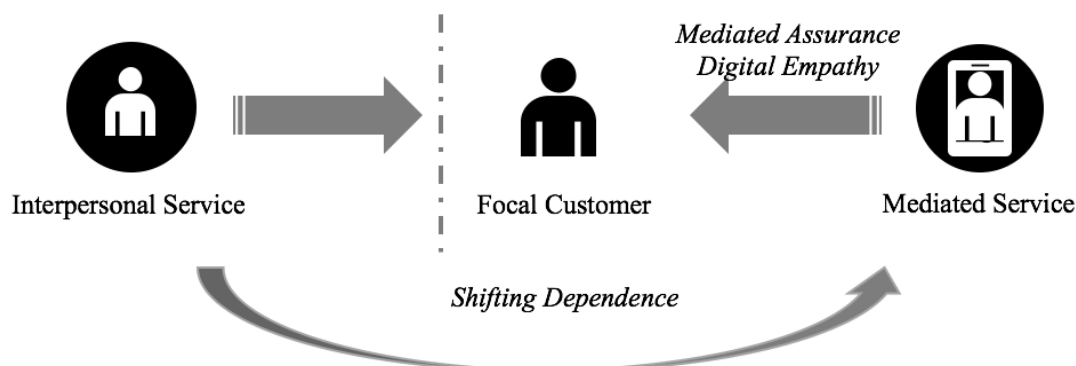 Mediated Assurance
Digital Empathy
Interpersonal Service
Focal Customer
Mediated Service
Shifting Dependence